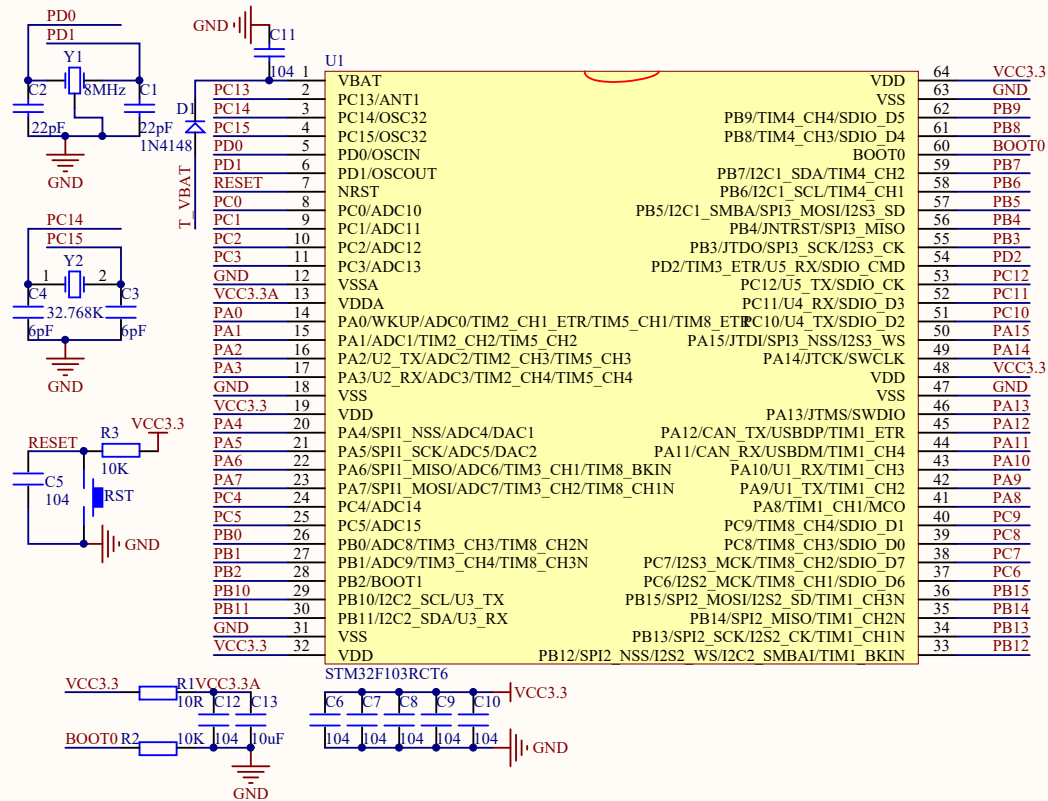 PD0
PD1
Y1
8MHz
C2
C1
22pF
22pF
GND
PC14
PC15
Y2
1
2
C4
C3
32.768K
6pF
6pF
GND
VCC3.3
RESET
R3
10K
C5
104
RST
GND
GND
C11
104
D1
1N4148
T_VBAT
U1
1 VBAT
PC13 2 PC13/ANT1
PC14 3 PC14/OSC32
PC15 4 PC15/OSC32
PD0 5 PD0/OSCIN
PD1 6 PD1/OSCOUT
RESET 7 NRST
PC0 8 PC0/ADC10
PC1 9 PC1/ADC11
PC2 10 PC2/ADC12
PC3 11 PC3/ADC13
GND 12 VSSA
VCC3.3A 13 VDDA
PA0 14 PA0/WKUP/ADC0/TIM2_CH1_ETR/TIM5_CH1/TIM8_ETR
PA1 15 PA1/ADC1/TIM2_CH2/TIM5_CH2
PA2 16 PA2/U2_TX/ADC2/TIM2_CH3/TIM5_CH3
PA3 17 PA3/U2_RX/ADC3/TIM2_CH4/TIM5_CH4
GND 18 VSS
VCC3.3 19 VDD
PA4 20 PA4/SPI1_NSS/ADC4/DAC1
PA5 21 PA5/SPI1_SCK/ADC5/DAC2
PA6 22 PA6/SPI1_MISO/ADC6/TIM3_CH1/TIM8_BKIN
PA7 23 PA7/SPI1_MOSI/ADC7/TIM3_CH2/TIM8_CH1N
PC4 24 PC4/ADC14
PC5 25 PC5/ADC15
PB0 26 PB0/ADC8/TIM3_CH3/TIM8_CH2N
PB1 27 PB1/ADC9/TIM3_CH4/TIM8_CH3N
PB2 28 PB2/BOOT1
PB10 29 PB10/I2C2_SCL/U3_TX
PB11 30 PB11/I2C2_SDA/U3_RX
GND 31 VSS
VCC3.3 32 VDD
VDD 64 VCC3.3
VSS 63 GND
PB9/TIM4_CH4/SDIO_D5 62 PB9
PB8/TIM4_CH3/SDIO_D4 61 PB8
BOOT0 60 BOOT0
PB7/I2C1_SDA/TIM4_CH2 59 PB7
PB6/I2C1_SCL/TIM4_CH1 58 PB6
PB5/I2C1_SMBA/SPI3_MOSI/I2S3_SD 57 PB5
PB4/JNTRST/SPI3_MISO 56 PB4
PB3/JTDO/SPI3_SCK/I2S3_CK 55 PB3
PD2/TIM3_ETR/U5_RX/SDIO_CMD 54 PD2
PC12/U5_TX/SDIO_CK 53 PC12
PC11/U4_RX/SDIO_D3 52 PC11
PC10/U4_TX/SDIO_D2 51 PC10
PA15/JTDI/SPI3_NSS/I2S3_WS 50 PA15
PA14/JTCK/SWCLK 49 PA14
VDD 48 VCC3.3
VSS 47 GND
PA13/JTMS/SWDIO 46 PA13
PA12/CAN_TX/USBDP/TIM1_ETR 45 PA12
PA11/CAN_RX/USBDM/TIM1_CH4 44 PA11
PA10/U1_RX/TIM1_CH3 43 PA10
PA9/U1_TX/TIM1_CH2 42 PA9
PA8/TIM1_CH1/MCO 41 PA8
PC9/TIM8_CH4/SDIO_D1 40 PC9
PC8/TIM8_CH3/SDIO_D0 39 PC8
PC7/I2S3_MCK/TIM8_CH2/SDIO_D7 38 PC7
PC6/I2S2_MCK/TIM8_CH1/SDIO_D6 37 PC6
PB15/SPI2_MOSI/I2S2_SD/TIM1_CH3N 36 PB15
PB14/SPI2_MISO/TIM1_CH2N 35 PB14
PB13/SPI2_SCK/I2S2_CK/TIM1_CH1N 34 PB13
PB12/SPI2_NSS/I2S2_WS/I2C2_SMBAI/TIM1_BKIN 33 PB12
STM32F103RCT6
VCC3.3 R1 VCC3.3A
10R C12 C13
BOOT0 R2 10K 104 10uF
GND
C6 C7 C8 C9 C10 VCC3.3
104 104 104 104 104 GND